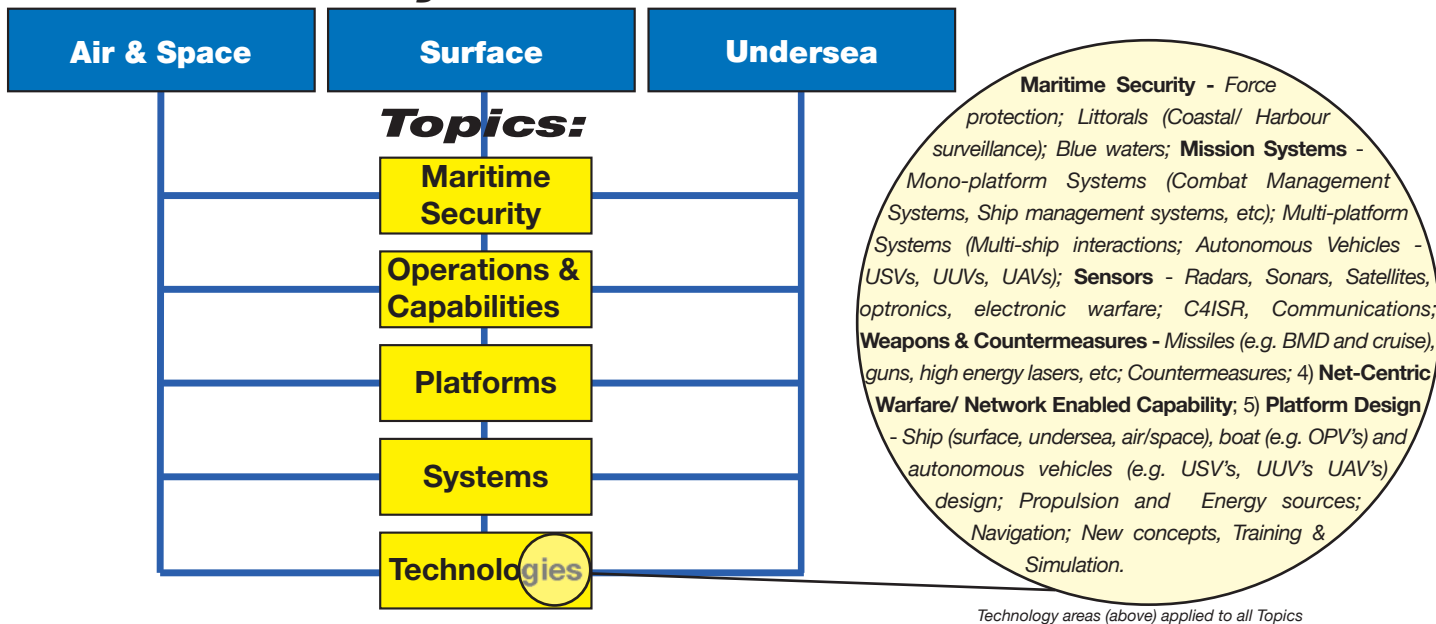 Air & Space
Surface
Undersea
Topics:
Maritime
Security
Operations &
Capabilities
Platforms
Systems
Technologies
Maritime Security - Force
protection; Littorals (Coastal/ Harbour
surveillance); Blue waters; Mission Systems -
Mono-platform Systems (Combat Management
Systems, Ship management systems, etc); Multi-platform
Systems (Multi-ship interactions; Autonomous Vehicles -
USVs, UUVs, UAVs); Sensors - Radars, Sonars, Satellites,
optronics, electronic warfare; C4ISR, Communications;
Weapons & Countermeasures - Missiles (e.g. BMD and cruise),
guns, high energy lasers, etc; Countermeasures; 4) Net-Centric
Warfare/ Network Enabled Capability; 5) Platform Design
- Ship (surface, undersea, air/space), boat (e.g. OPV's) and
autonomous vehicles (e.g. USV's, UUV's UAV's)
design; Propulsion and Energy sources;
Navigation; New concepts, Training &
Simulation.
Technology areas (above) applied to all Topics